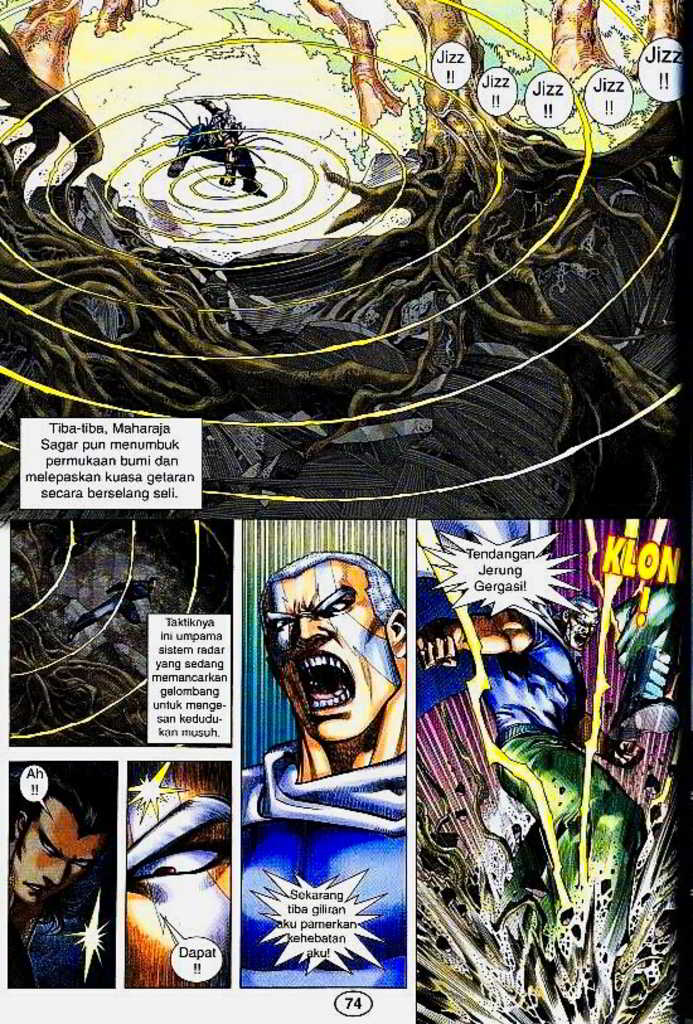 Jizz
!!
Jizz
!!
Jizz
!!
Jizz
!!
Jizz
!!
Tiba-tiba, Maharaja
Sagar pun menumbuk
permukaan bumi dan
melepaskan kuasa getaran
secara berselang seli.
Taktiknya
ini umpama
sistem radar
yang sedang
memancarkan
gelombang
untuk menge-
san kedudu-
kan musuh.
Ah
!!
Dapat
!!
Sekarang
tiba giliran
aku pamerkan
kehebatan
aku!
Tendangan
Jerung
Gergasi!
KLON
!
74